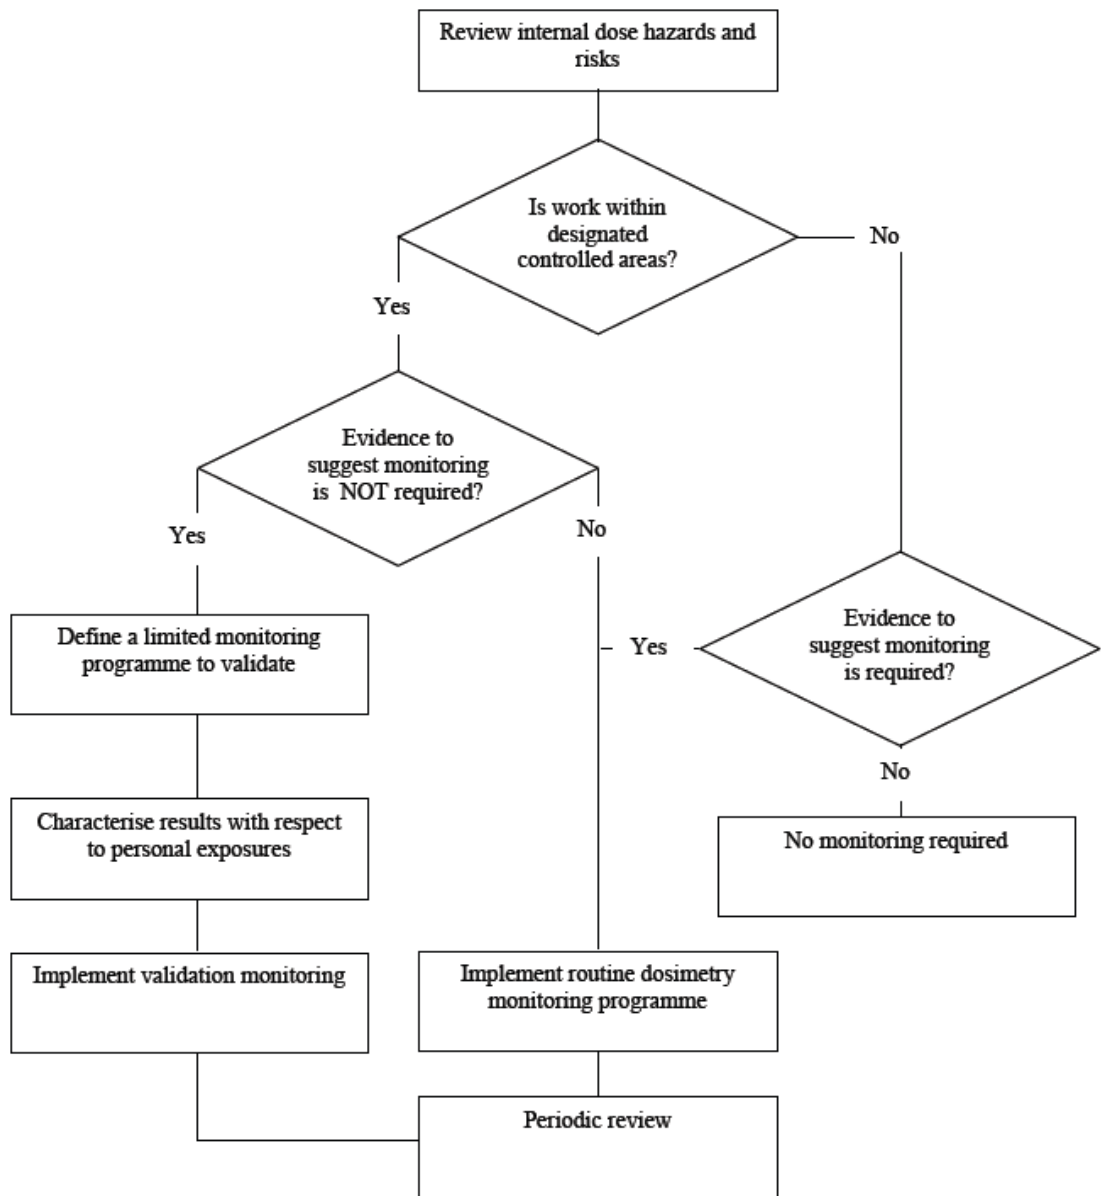 Review internal dose hazards and
risks
Is work within
designated
controlled areas?
No
Yes
Evidence to
suggest monitoring
is NOT required?
Yes
No
Evidence to
suggest monitoring
is required?
Yes
No
Define a limited monitoring
programme to validate
Characterise results with respect
to personal exposures
No monitoring required
Implement validation monitoring
Implement routine dosimetry
monitoring programme
Periodic review